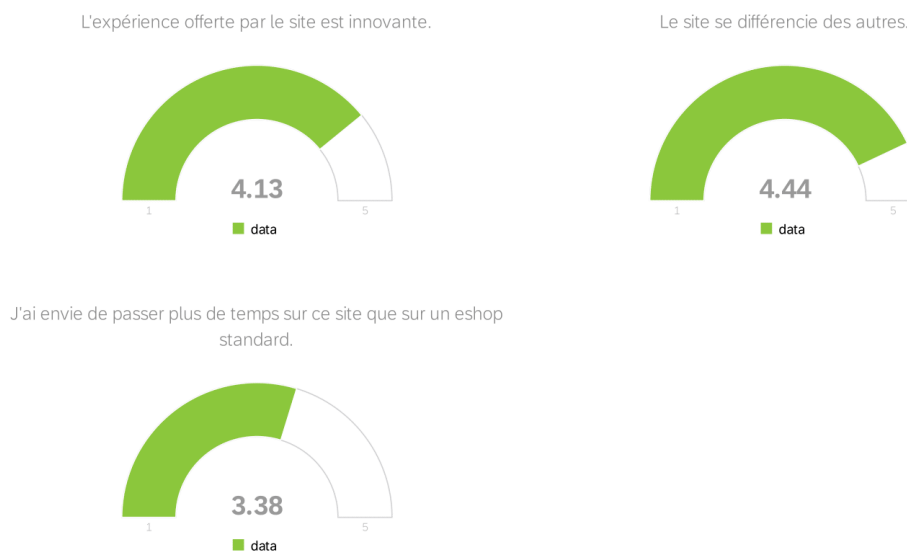 L'expérience offerte par le site est innovante.
4.13
1
5
data
Le site se différencie des autres.
4.44
1
5
data
J'ai envie de passer plus de temps sur ce site que sur un eshop
standard.
3.38
1
5
data